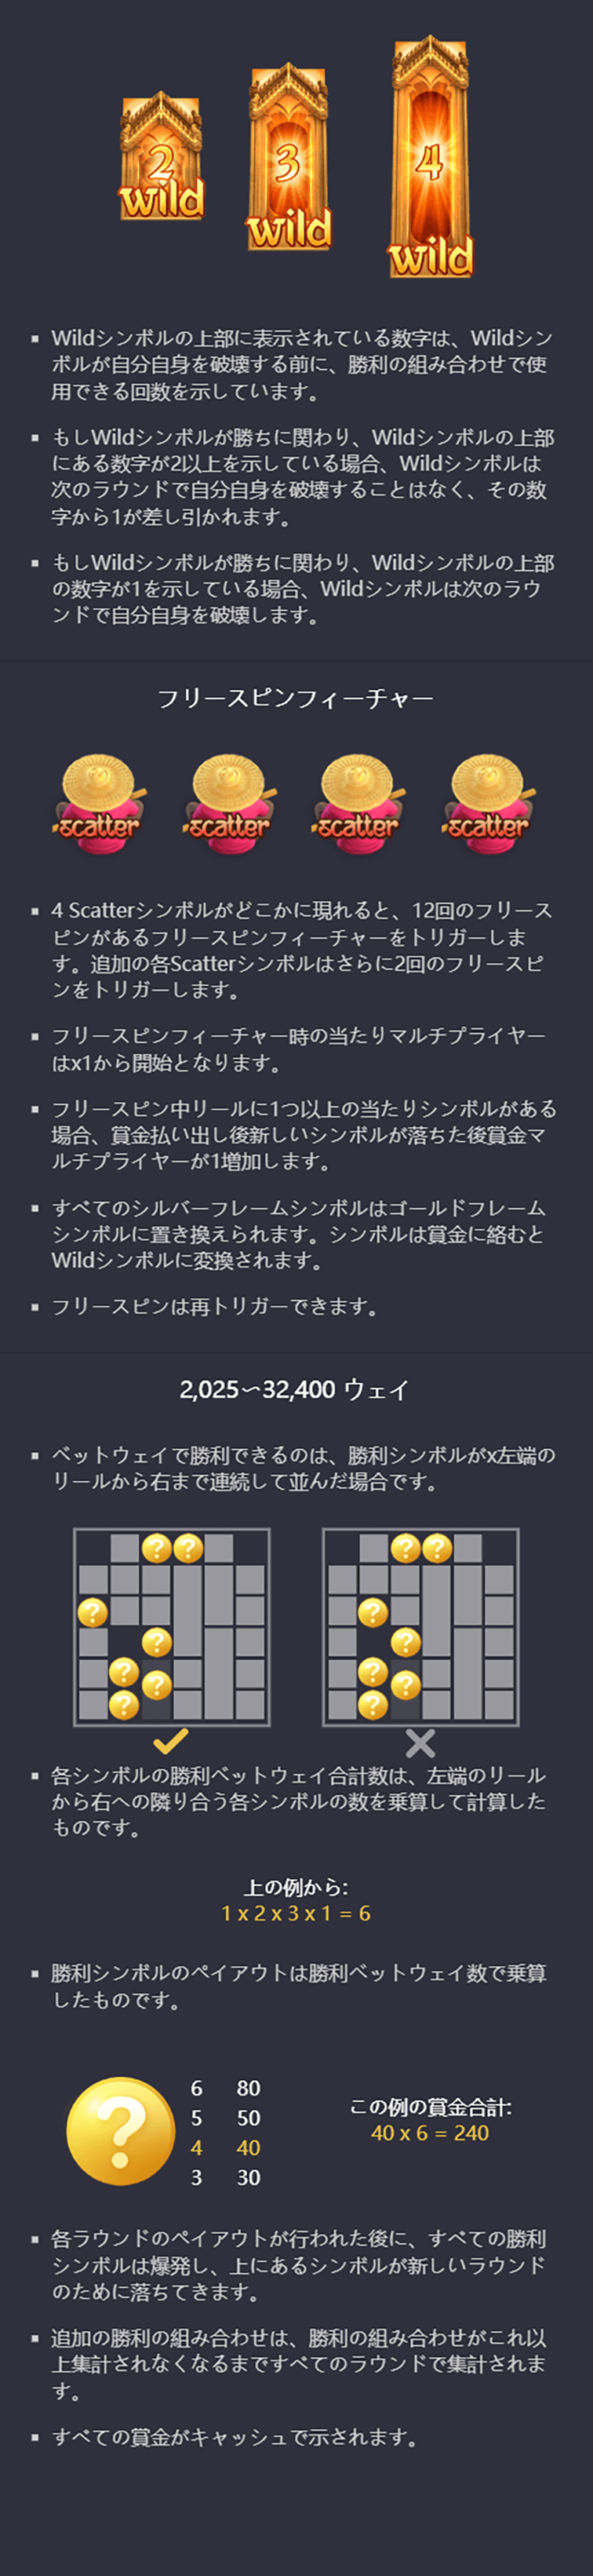 2 3 4
wild wild wild
Wildシンボルの上部に表示されている数字は、Wildシン
ボルが自分自身を破壊する前に、勝利の組み合わせで使
用できる回数を示しています。
もしWildシンボルが勝ちに関わり、Wildシンボルの上部
にある数字が2以上を示している場合、Wildシンボルは
次のラウンドで自分自身を破壊することはなく、その数
字から1が差し引かれます。
もしWildシンボルが勝ちに関わり、Wildシンボルの上部
の数字が1を示している場合、Wildシンボルは次のラウ
ンドで自分自身を破壊します。
フリースピンフィーチャー
scatter scatter scatter scatter
4 Scatterシンボルがどこかに現れると、12回のフリース
ピンがあるフリースピンフィーチャーをトリガーしま
す。追加の各Scatterシンボルはさらに2回のフリースピ
ンをトリガーします。
フリースピンフィーチャー時の当たりマルチプライヤー
はx1から開始となります。
フリースピン中リールに1つ以上の当たりシンボルがある
場合、賞金払い出し後新しいシンボルが落ちた後賞金マ
ルチプライヤーが1増加します。
すべてのシルバーフレームシンボルはゴールドフレーム
シンボルに置き換えられます。シンボルは賞金に絡むと
Wildシンボルに変換されます。
フリースピンは再トリガーできます。
2,025〜32,400 ウェイ
ベットウェイで勝利できるのは、勝利シンボルがx左端の
リールから右まで連続して並んだ場合です。
? ? ? ?
? ?
? ?
? ? ? ?
? ?
各シンボルの勝利ベットウェイ合計数は、左端のリール
から右への隣り合う各シンボルの数を乗算して計算した
ものです。
上の例から:
1 x 2 x 3 x 1 = 6
勝利シンボルのペイアウトは勝利ベットウェイ数で乗算
したものです。
?
6 80
5 50
4 40
3 30
この例の賞金合計:
40 x 6 = 240
各ラウンドのペイアウトが行われた後に、すべての勝利
シンボルは爆発し、上にあるシンボルが新しいラウンド
のために落ちてきます。
追加の勝利の組み合わせは、勝利の組み合わせがこれ以
上集計されなくなるまですべてのラウンドで集計されま
す。
すべての賞金がキャッシュで示されます。